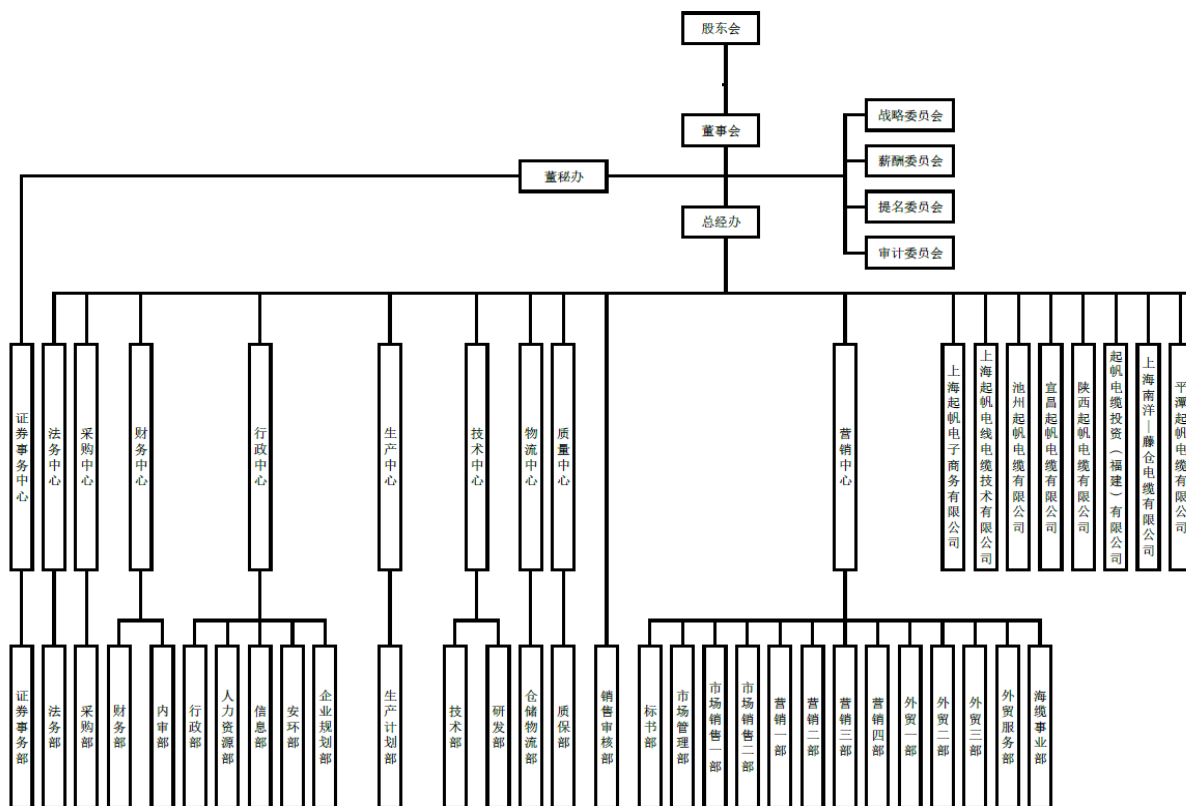 股东会
董事会
战略委员会
薪酬委员会
董秘办
提名委员会
总经办
审计委员会
证券事务中心
法务中心
采购中心
财务中心
行政中心
生产中心
技术中心
物流中心
质量中心
营销中心
上海起帆电子商务有限公司
上海起帆电线电缆技术有限公司
池州起帆电缆有限公司
宜昌起帆电缆有限公司
陕西起帆电缆有限公司
起帆电缆投资（福建）有限公司
上海南洋—藤仓电缆有限公司
平潭起帆电缆有限公司
证券事务部
法务部
采购部
财务部
内审部
行政部
人力资源部
信息部
安环部
企业规划部
生产计划部
技术部
研发部
仓储物流部
质保部
销售审核部
标书部
市场管理部
市场销售一部
市场销售二部
营销一部
营销二部
营销三部
营销四部
外贸一部
外贸二部
外贸三部
外贸服务部
海缆事业部